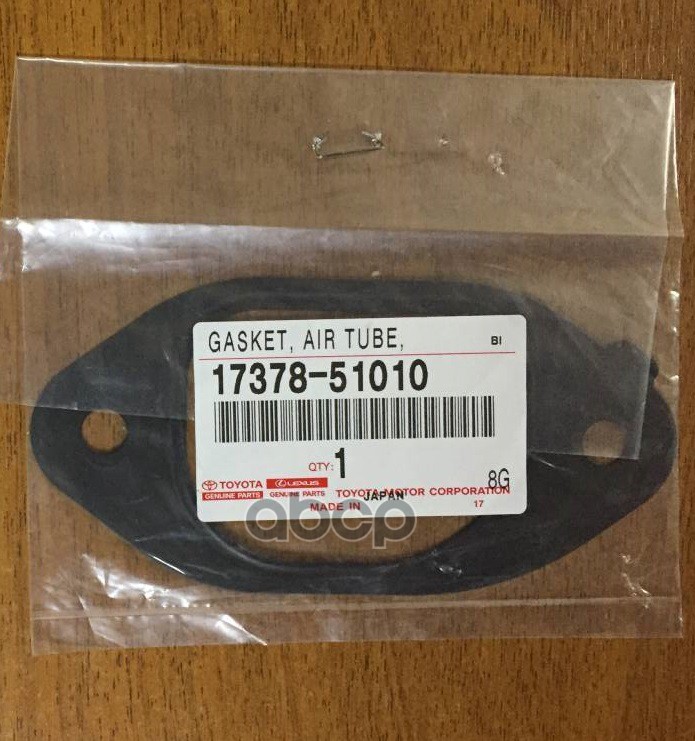 GASKET, AIR TUBE, BI
17378-51010
QTY: 1
TOYOTA LEXUS 8G
GENUINE PARTS GENUINE PARTS TOYOTA MOTOR CORPORATION
MADE IN JAPAN 17
abcp